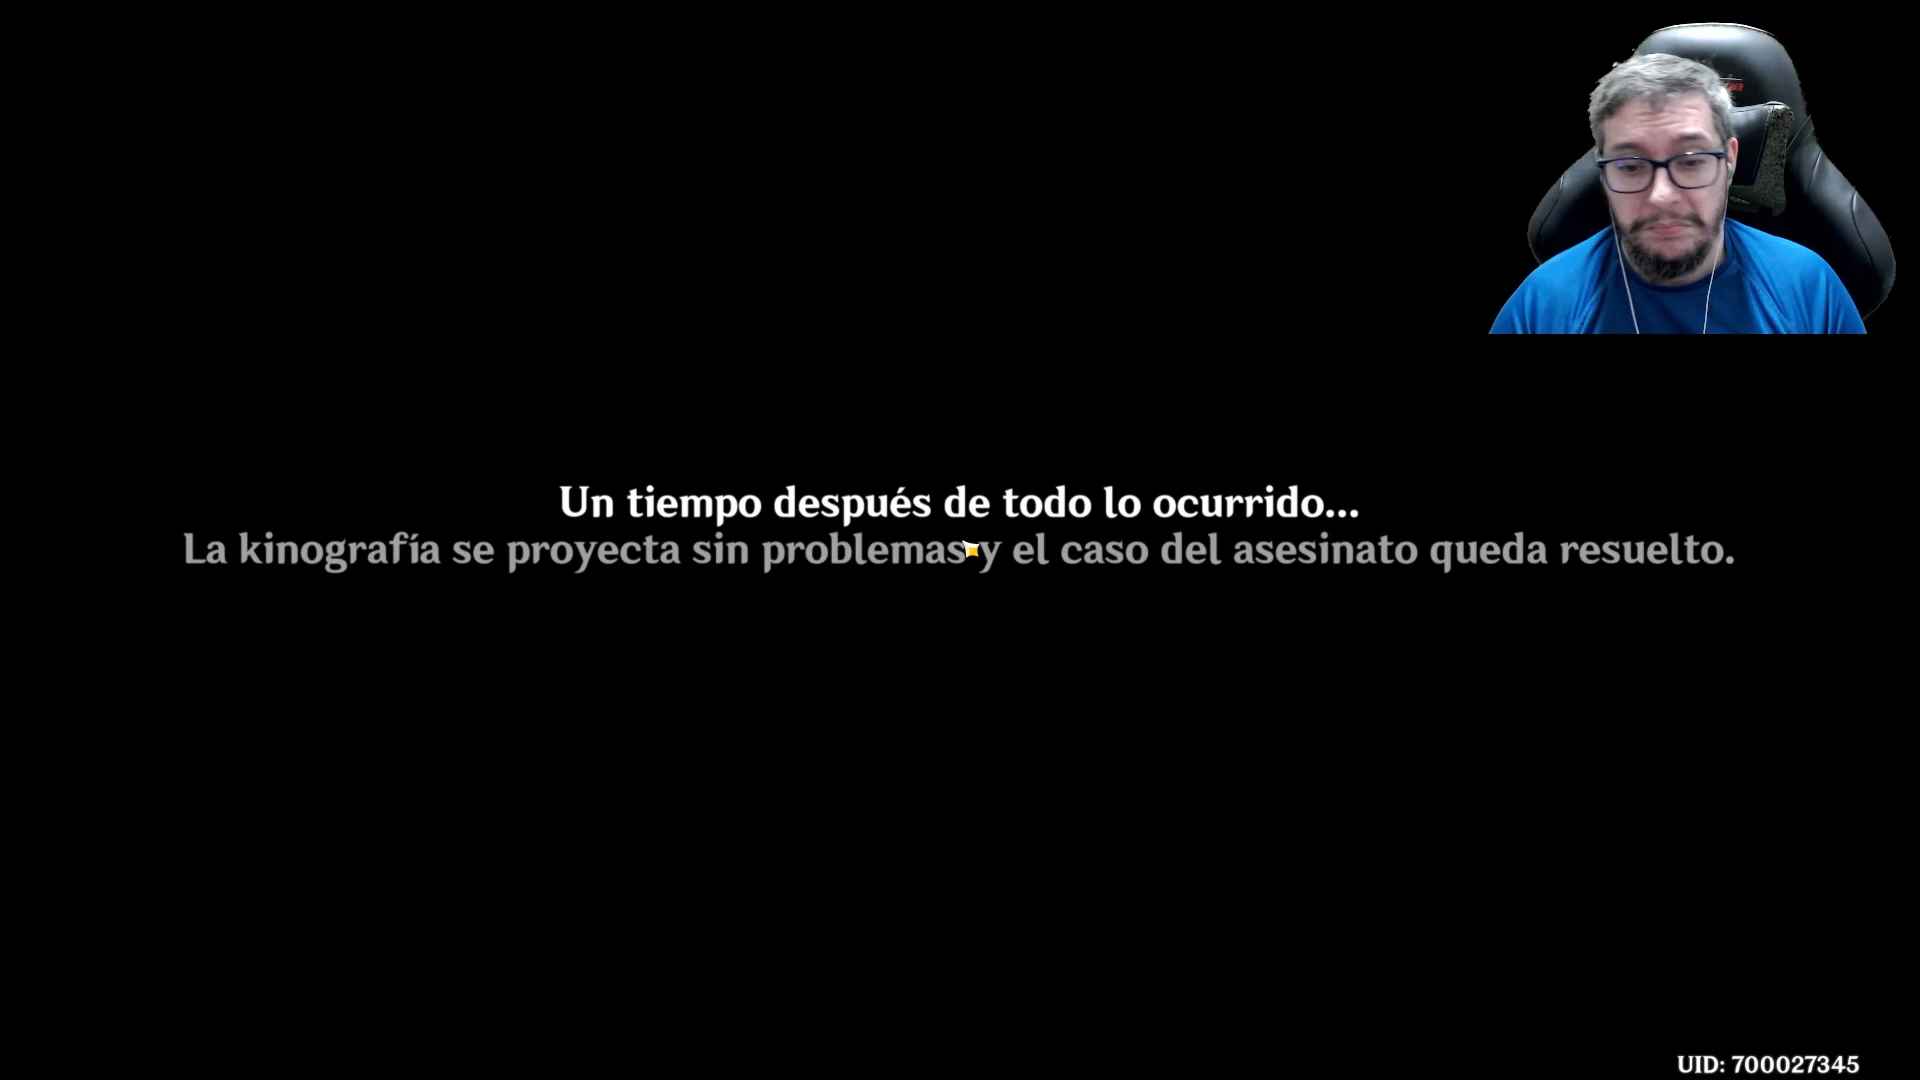 Un tiempo después de todo lo ocurrido...
La kinografía se proyecta sin problemas y el caso del asesinato queda resuelto.
UID: 700027345